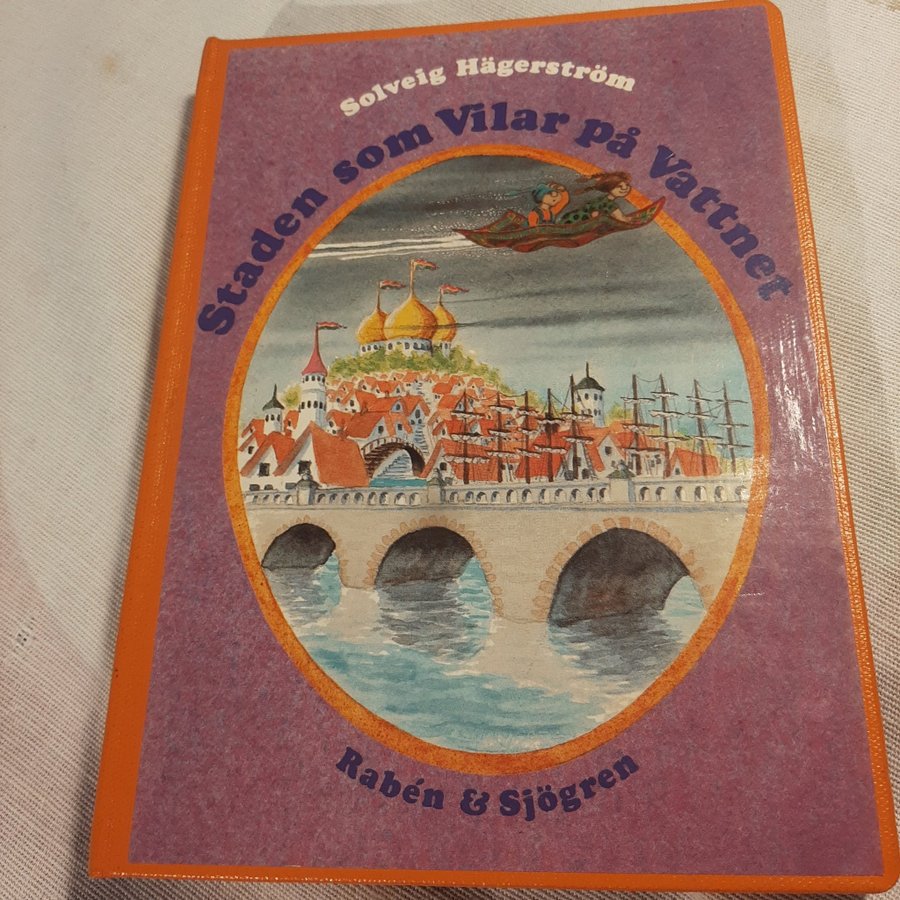 Solveig Hägerström
Staden som Vilar på Vattnet
Rabén & Sjögren